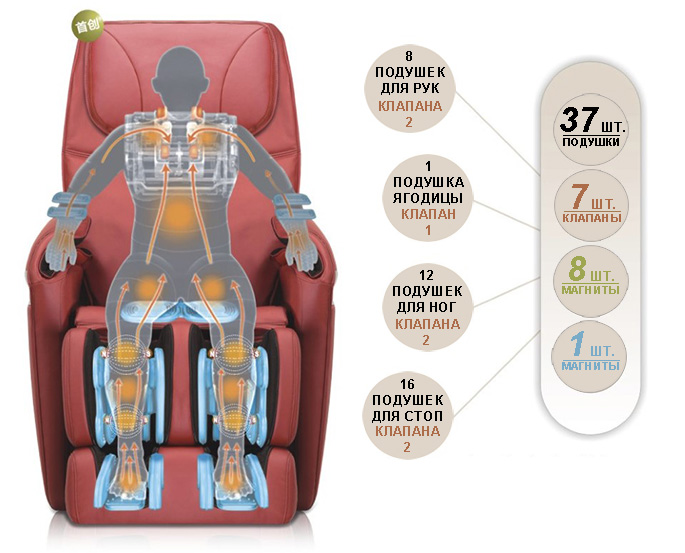 首创
8
ПОДУШЕК
ДЛЯ РУК
КЛАПАНА
2
1
ПОДУШКА
ЯГОДИЦЫ
КЛАПАН
1
12
ПОДУШЕК
ДЛЯ НОГ
КЛАПАНА
2
16
ПОДУШЕК
ДЛЯ СТОП
КЛАПАНА
2
37 ШТ.
ПОДУШКИ
7 ШТ.
КЛАПАНЫ
8 ШТ.
МАГНИТЫ
1 ШТ.
МАГНИТЫ